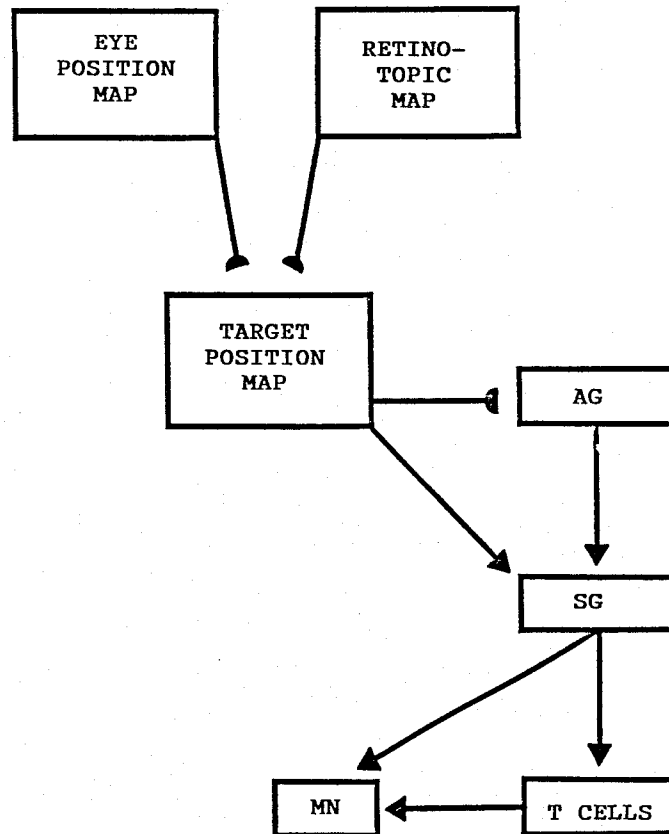 EYE
POSITION
MAP
RETINO-
TOPIC
MAP
TARGET
POSITION
MAP
AG
SG
MN
T CELLS